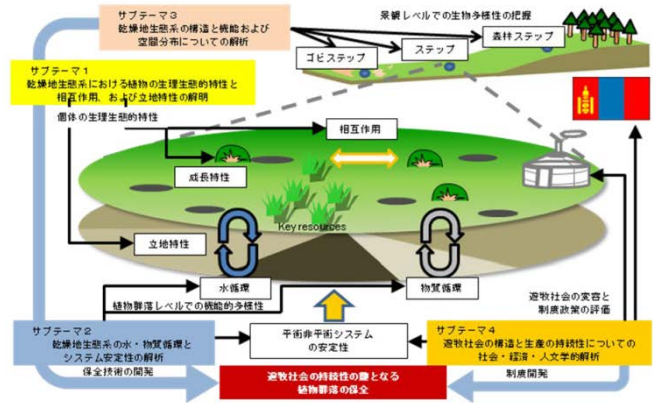 サブテーマ3
乾燥地生態系の構造と機能および
空間分布についての解析
景観レベルでの生物多様性の把握
ゴビステップ
ステップ
森林ステップ
サブテーマ1
乾燥地生態系における植物の生理生態的特性と
相互作用、および立地特性の解明
個体の生理生態的特性
相互作用
成長特性
Key resources
立地特性
水循環
物質循環
植物群落レベルでの機能的多様性
遊牧社会の変容と
制度政策の評価
サブテーマ2
乾燥地生態系の水・物質循環と
システム安定性の解析
平衡非平衡システム
の安定性
サブテーマ4
遊牧社会の構造と生産の持続性についての
社会・経済・人文学的解析
保全技術の開発
遊牧社会の持続性の鍵となる
植物群落の保全
制度開発